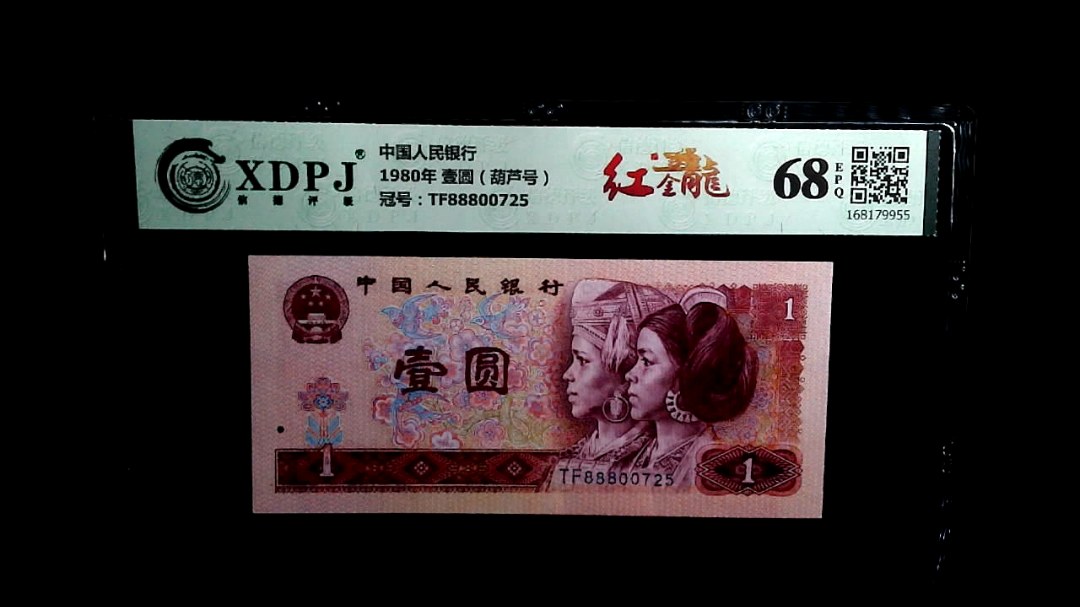 XDPJ®
信德评级
中国人民银行
1980年 壹圆（葫芦号）
冠号：TF88800725
红金龍
68
EPQ
168179955
中国人民银行
1
壹圆
1
TF88800725
1